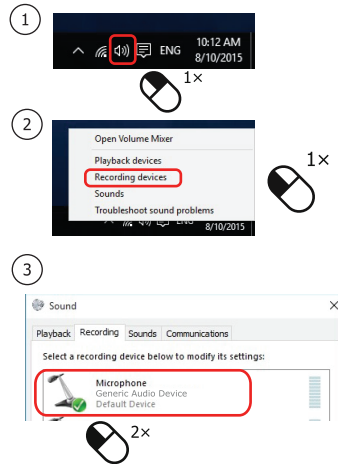 1
ENG
10:12 AM
8/10/2015
1×
2
Open Volume Mixer
Playback devices
Recording devices
Sounds
Troubleshoot sound problems
8/10/2015
1×
3
Sound
Playback Recording Sounds Communications
Select a recording device below to modify its settings:
Microphone
Generic Audio Device
Default Device
2×